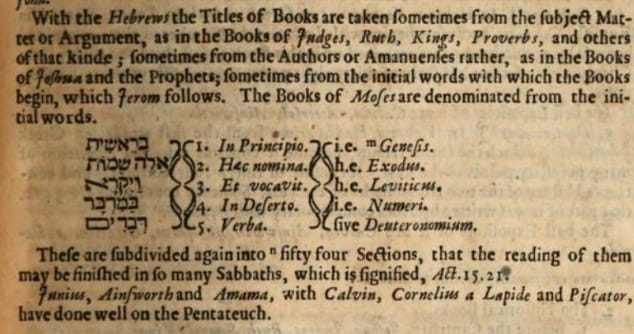 With the Hebrews the Titles of Books are taken ſometimes from the ſubject Mat-
ter or Argument, as in the Books of Judges, Ruth, Kings, Proverbs, and others
of that kinde ; ſometimes from the Authors or Amanuenſes rather, as in the Books
of Joſhua and the Prophets; ſometimes from the initial words with which the Books
begin, which Jerom follows. The Books of Moſes are denominated from the ini-
tial words.
בראשית 1. In Principio. i.e. m Geneſis.
אלה שמות 2. Hæc nomina. h.e. Exodus.
ויקרא 3. Et vocavit. h.e. Leviticus.
במדבר 4. In Deſerto. i.e. Numeri.
דברים 5. Verba. ſive Deuteronomium.
Theſe are ſubdivided again into n fifty four Sections, that the reading of them
may be finiſhed in ſo many Sabbaths, which is ſignified, Act. 15. 21.
Junius, Ainſworth and Amama, with Calvin, Cornelius a Lapide and Piſcator,
have done well on the Pentateuch.